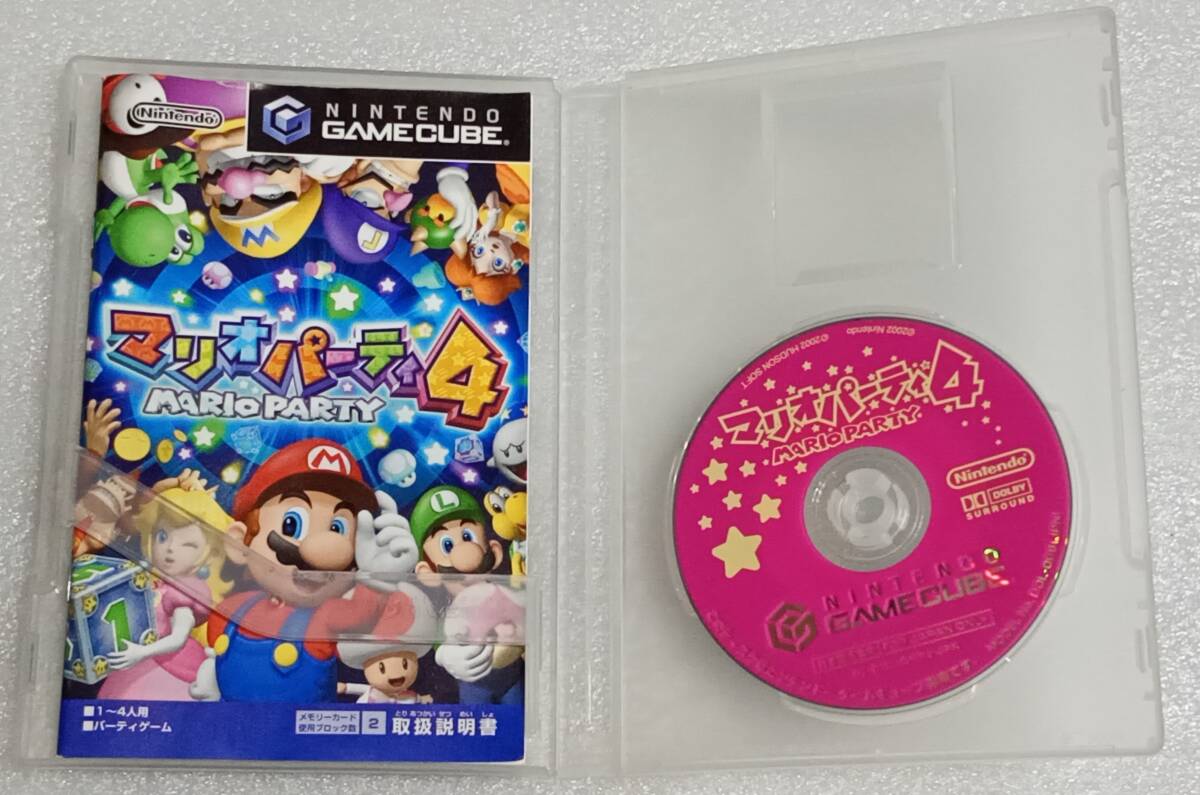 Nintendo
NINTENDO
GAMECUBE
マリオパーティ4
MARIO PARTY
M
L
1
■1〜4人用
■パーティゲーム
メモリーカード
使用ブロック数
2
とりあつかいせつめいしょ
取扱説明書
©2002 Nintendo
©2002 HUDSON SOFT
マリオパーティ4
MARIO PARTY
Nintendo
DOLBY
SURROUND
NINTENDO
GAMECUBE